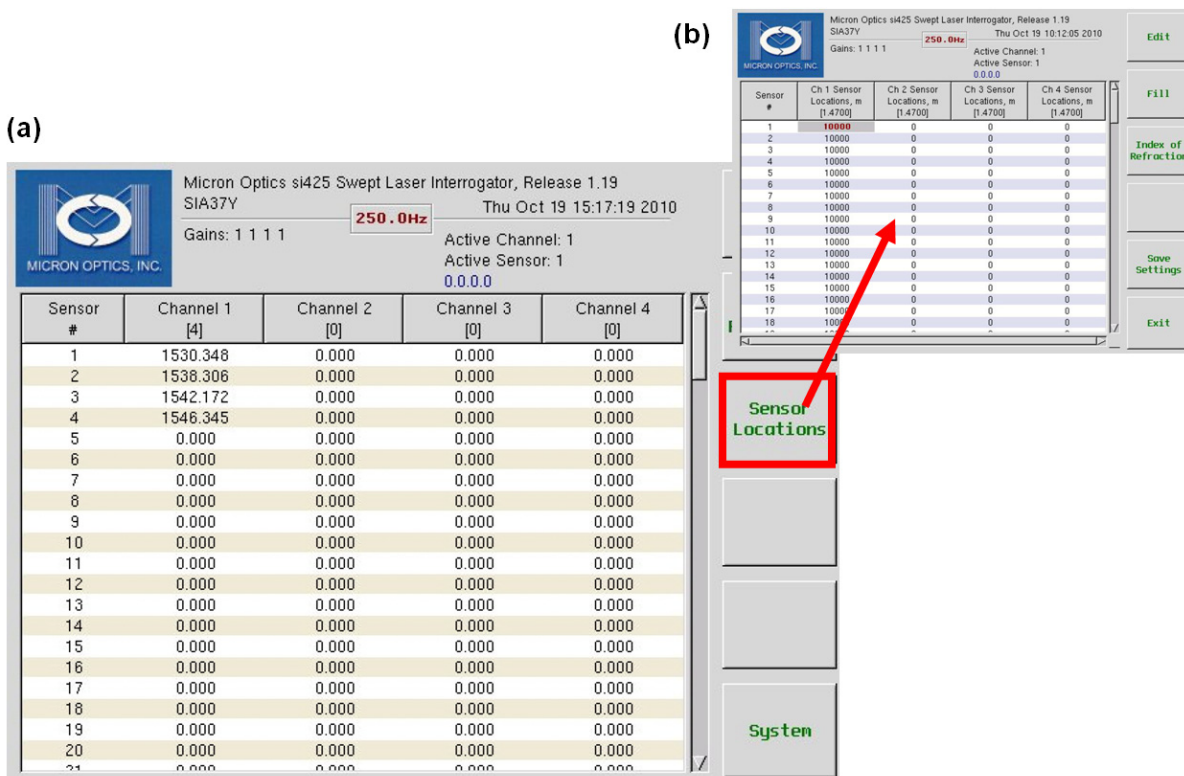 (a)
MICRON OPTICS, INC.
Micron Optics si425 Swept Laser Interrogator, Release 1.19
SIA37Y
250.0Hz
Thu Oct 19 15:17:19 2010
Gains: 1 1 1 1
Active Channel: 1
Active Sensor: 1
0.0.0.0
Sensor # Channel 1 [4] Channel 2 [0] Channel 3 [0] Channel 4 [0]
1 1530.348 0.000 0.000 0.000
2 1538.306 0.000 0.000 0.000
3 1542.172 0.000 0.000 0.000
4 1546.345 0.000 0.000 0.000
5 0.000 0.000 0.000 0.000
6 0.000 0.000 0.000 0.000
7 0.000 0.000 0.000 0.000
8 0.000 0.000 0.000 0.000
9 0.000 0.000 0.000 0.000
10 0.000 0.000 0.000 0.000
11 0.000 0.000 0.000 0.000
12 0.000 0.000 0.000 0.000
13 0.000 0.000 0.000 0.000
14 0.000 0.000 0.000 0.000
15 0.000 0.000 0.000 0.000
16 0.000 0.000 0.000 0.000
17 0.000 0.000 0.000 0.000
18 0.000 0.000 0.000 0.000
19 0.000 0.000 0.000 0.000
20 0.000 0.000 0.000 0.000
Sensor
Locations
System
(b)
MICRON OPTICS, INC.
Micron Optics si425 Swept Laser Interrogator, Release 1.19
SIA37Y
250.0Hz
Thu Oct 19 10:12:05 2010
Gains: 1 1 1 1
Active Channel: 1
Active Sensor: 1
0.0.0.0
Sensor Ch 1 Sensor Ch 2 Sensor Ch 3 Sensor Ch 4 Sensor
# Locations, m Locations, m Locations, m Locations, m
[1.4700] [1.4700] [1.4700] [1.4700]
1 10000 0 0 0
2 10000 0 0 0
3 10000 0 0 0
4 10000 0 0 0
5 10000 0 0 0
6 10000 0 0 0
7 10000 0 0 0
8 10000 0 0 0
9 10000 0 0 0
10 10000 0 0 0
11 10000 0 0 0
12 10000 0 0 0
13 10000 0 0 0
14 10000 0 0 0
15 10000 0 0 0
16 10000 0 0 0
17 10000 0 0 0
18 0 0 0
Edit
Fill
Index of
Refraction
Save
Settings
Exit